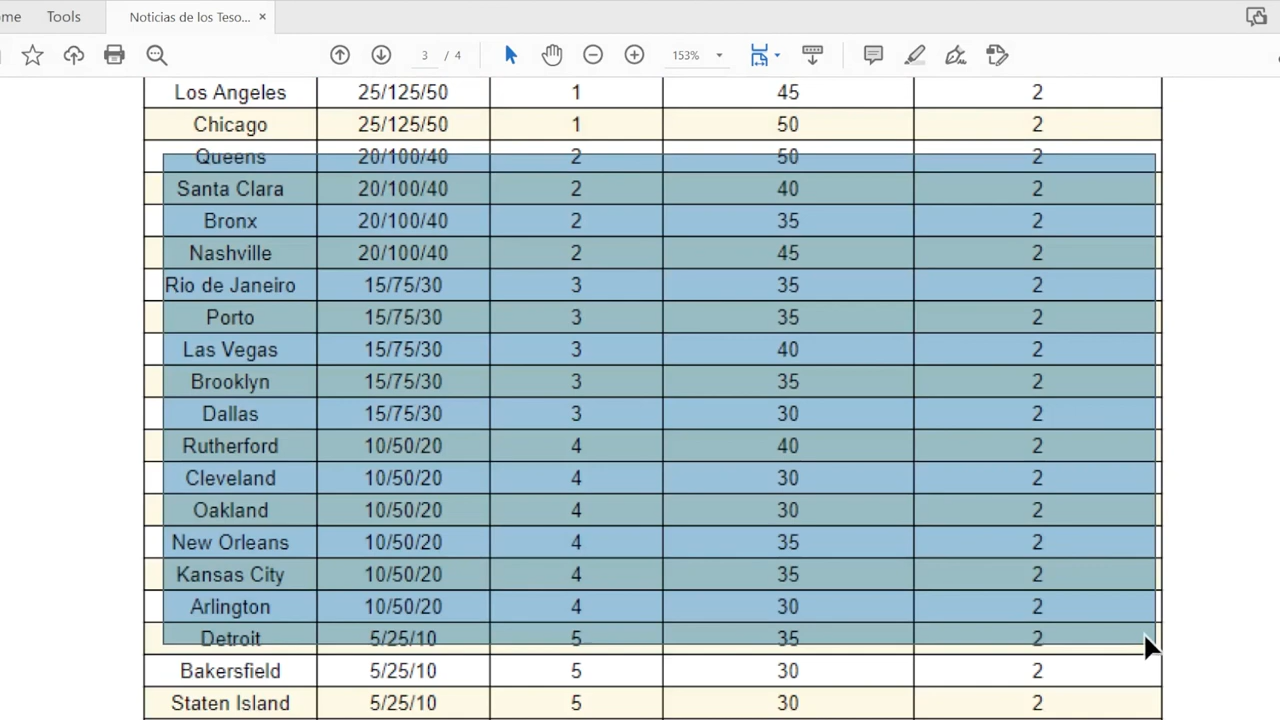 ome Tools Noticias de los Teso... ×
3 / 4 153%
Los Angeles 25/125/50 1 45 2
Chicago 25/125/50 1 50 2
Queens 20/100/40 2 50 2
Santa Clara 20/100/40 2 40 2
Bronx 20/100/40 2 35 2
Nashville 20/100/40 2 45 2
Rio de Janeiro 15/75/30 3 35 2
Porto 15/75/30 3 35 2
Las Vegas 15/75/30 3 40 2
Brooklyn 15/75/30 3 35 2
Dallas 15/75/30 3 30 2
Rutherford 10/50/20 4 40 2
Cleveland 10/50/20 4 30 2
Oakland 10/50/20 4 30 2
New Orleans 10/50/20 4 35 2
Kansas City 10/50/20 4 35 2
Arlington 10/50/20 4 30 2
Detroit 5/25/10 5 35 2
Bakersfield 5/25/10 5 30 2
Staten Island 5/25/10 5 30 2